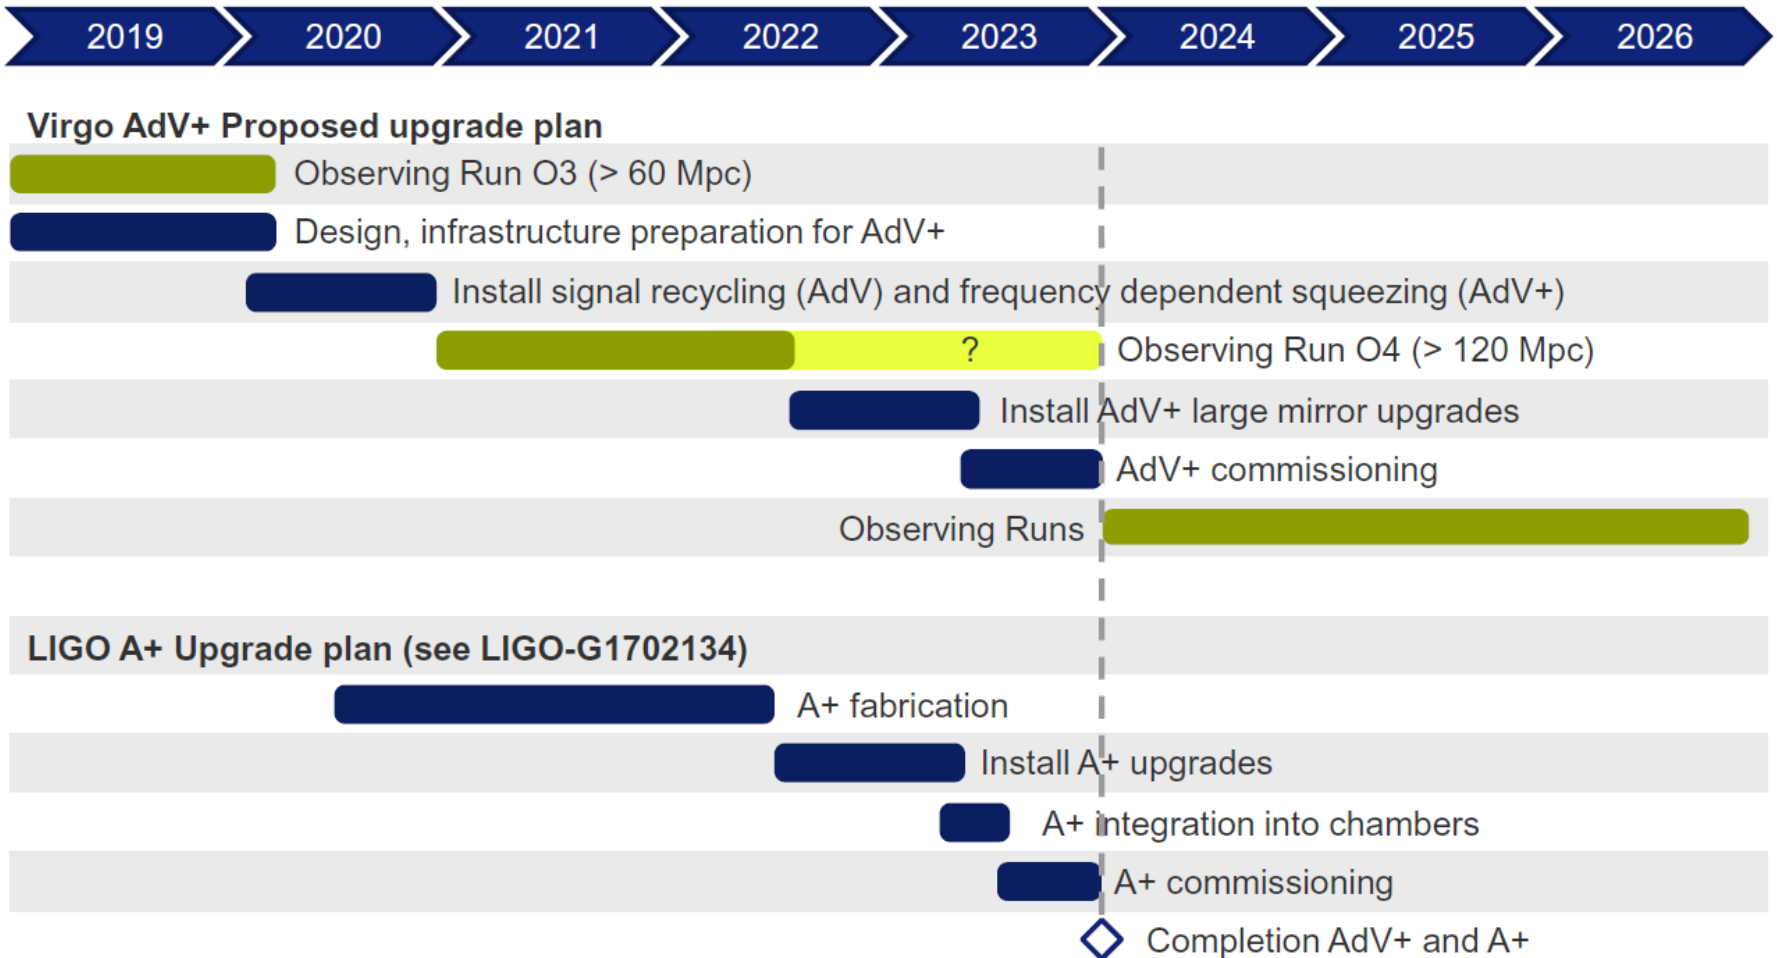 2019 2020 2021 2022 2023 2024 2025 2026
Virgo AdV+ Proposed upgrade plan
Observing Run O3 (> 60 Mpc)
Design, infrastructure preparation for AdV+
Install signal recycling (AdV) and frequency dependent squeezing (AdV+)
? Observing Run O4 (> 120 Mpc)
Install AdV+ large mirror upgrades
AdV+ commissioning
Observing Runs
LIGO A+ Upgrade plan (see LIGO-G1702134)
A+ fabrication
Install A+ upgrades
A+ integration into chambers
A+ commissioning
Completion AdV+ and A+